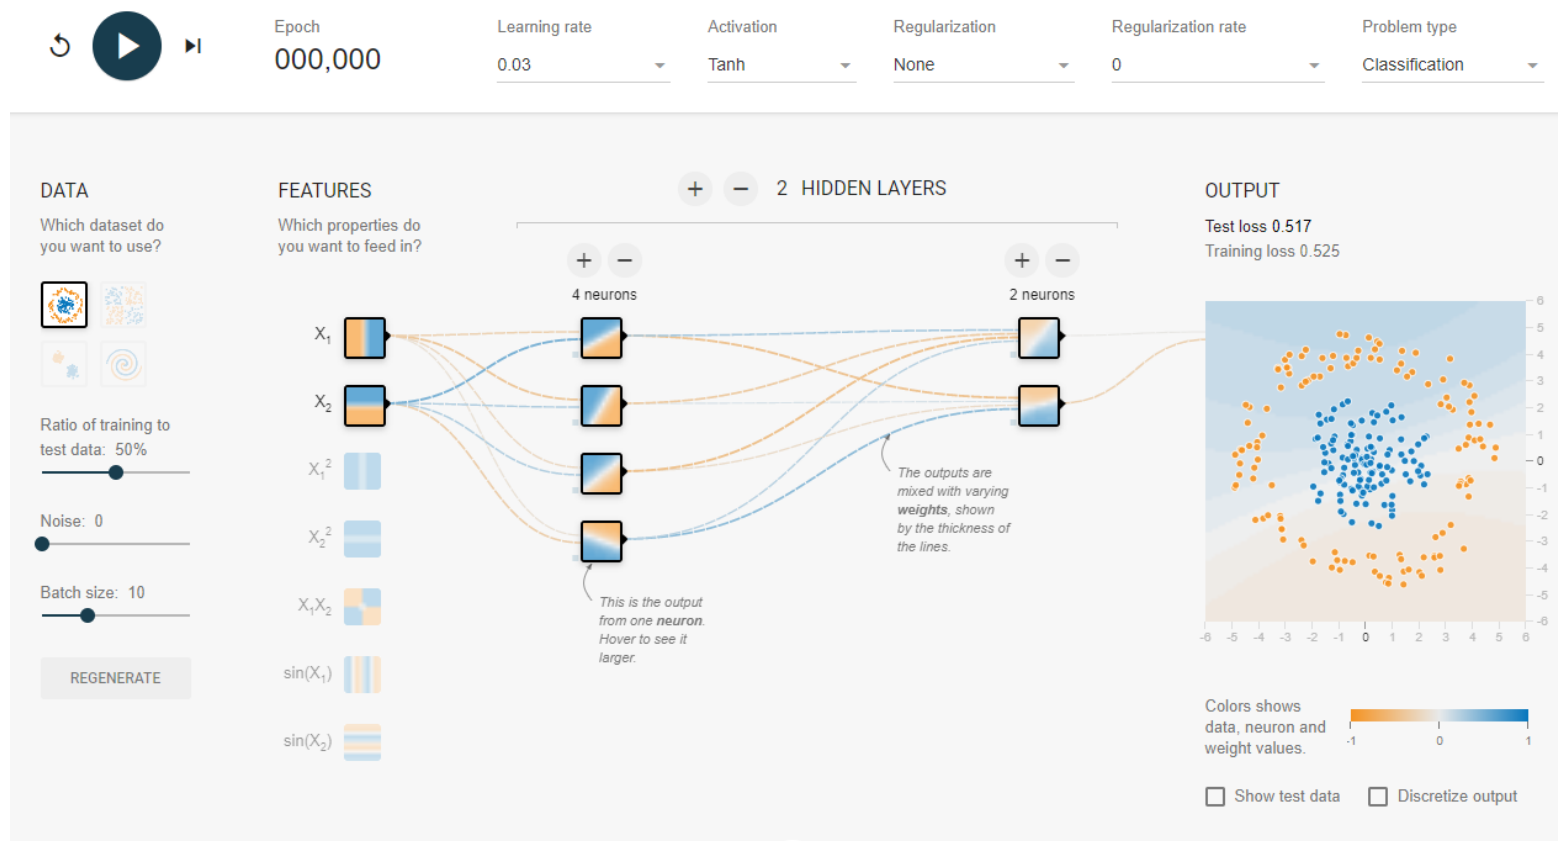 Epoch
000,000
Learning rate
0.03
Activation
Tanh
Regularization
None
Regularization rate
0
Problem type
Classification
DATA
Which dataset do
you want to use?
Ratio of training to
test data: 50%
Noise: 0
Batch size: 10
REGENERATE
FEATURES
Which properties do
you want to feed in?
X₁
X₂
X₁²
X₂²
X₁X₂
sin(X₁)
sin(X₂)
+ − 2 HIDDEN LAYERS
+ −
4 neurons
+ −
2 neurons
The outputs are
mixed with varying
weights, shown
by the thickness of
the lines.
This is the output
from one neuron.
Hover to see it
larger.
OUTPUT
Test loss 0.517
Training loss 0.525
6
5
4
3
2
1
0
-1
-2
-3
-4
-5
-6
-6 -5 -4 -3 -2 -1 0 1 2 3 4 5 6
Colors shows
data, neuron and
weight values.
-1 0 1
Show test data
Discretize output